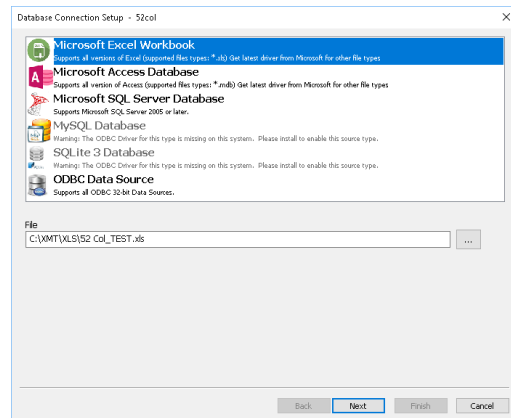 Database Connection Setup - 52col
Microsoft Excel Workbook
Supports all versions of Excel (supported files types: *.xls) Get latest driver from Microsoft for other file types
Microsoft Access Database
Supports all version of Access (supported files types: *.mdb) Get latest driver from Microsoft for other file types
Microsoft SQL Server Database
Supports Microsoft SQL Server 2005 or later.
MySQL Database
Warning: The ODBC Driver for this type is missing on this system. Please install to enable this source type.
SQLite 3 Database
Warning: The ODBC Driver for this type is missing on this system. Please install to enable this source type.
ODBC Data Source
Supports all ODBC 32-bit Data Sources.
File
C:\XMT\XLS\52 Col_TEST.xls
...
Back Next Finish Cancel